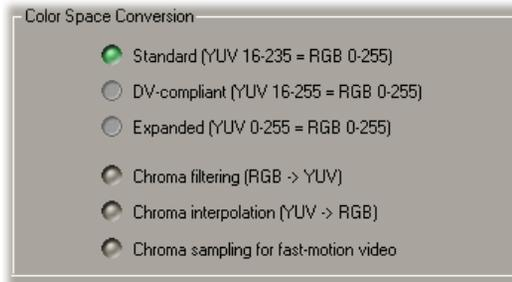 Color Space Conversion
Standard (YUV 16-235 = RGB 0-255)
DV-compliant (YUV 16-255 = RGB 0-255)
Expanded (YUV 0-255 = RGB 0-255)
Chroma filtering (RGB -> YUV)
Chroma interpolation (YUV -> RGB)
Chroma sampling for fast-motion video